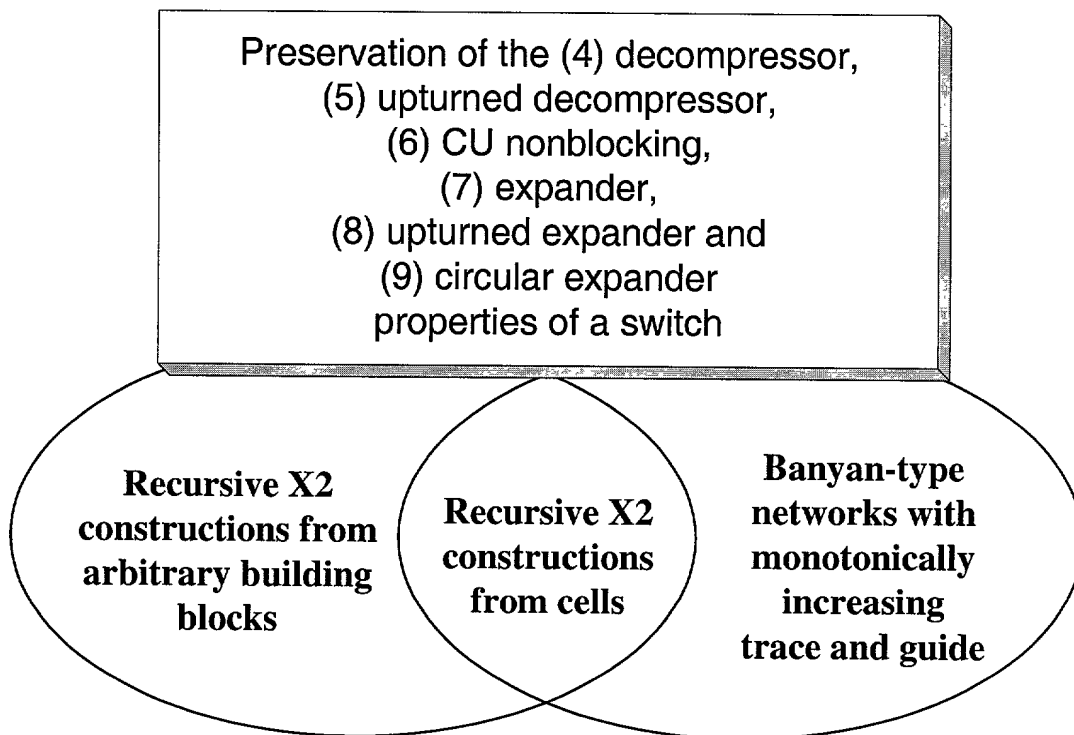 Preservation of the (4) decompressor,
(5) upturned decompressor,
(6) CU nonblocking,
(7) expander,
(8) upturned expander and
(9) circular expander
properties of a switch
Recursive X2
constructions from
arbitrary building
blocks
Recursive X2
constructions
from cells
Banyan-type
networks with
monotonically
increasing
trace and guide